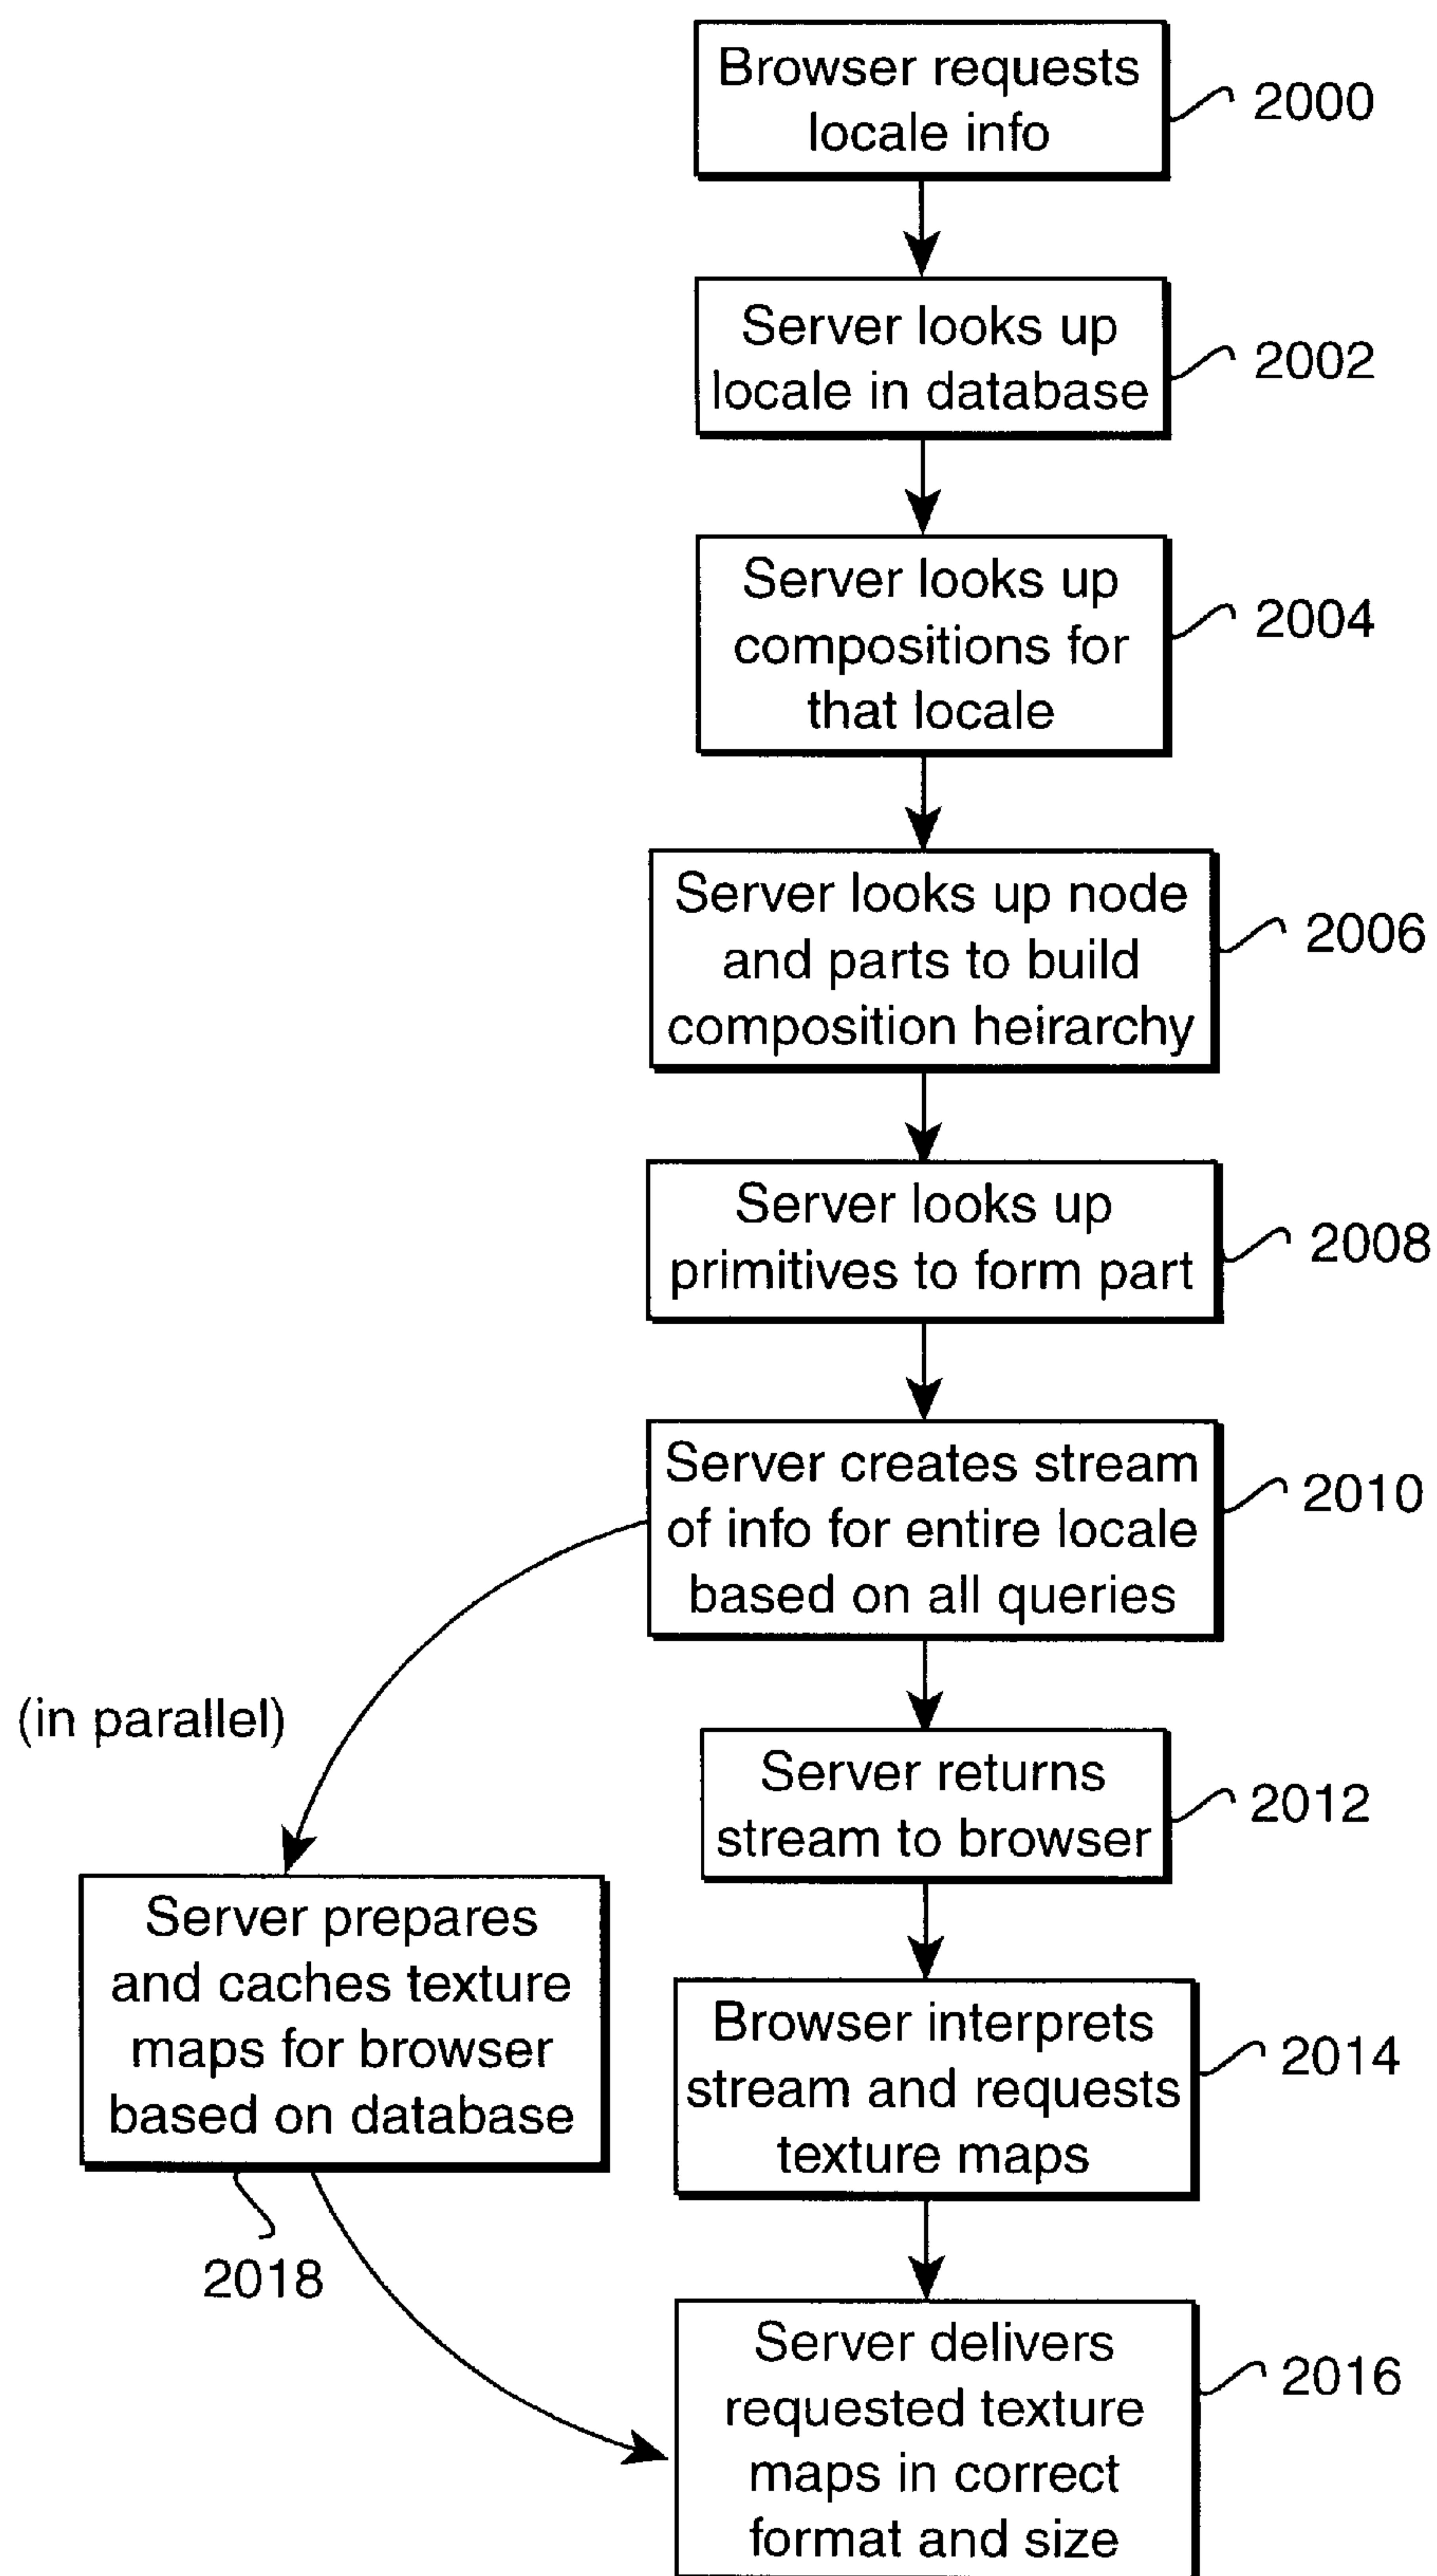 Browser requests
locale info
2000
Server looks up
locale in database
2002
Server looks up
compositions for
that locale
2004
Server looks up node
and parts to build
composition heirarchy
2006
Server looks up
primitives to form part
2008
Server creates stream
of info for entire locale
based on all queries
2010
(in parallel)
Server returns
stream to browser
2012
Server prepares
and caches texture
maps for browser
based on database
2018
Browser interprets
stream and requests
texture maps
2014
Server delivers
requested texture
maps in correct
format and size
2016